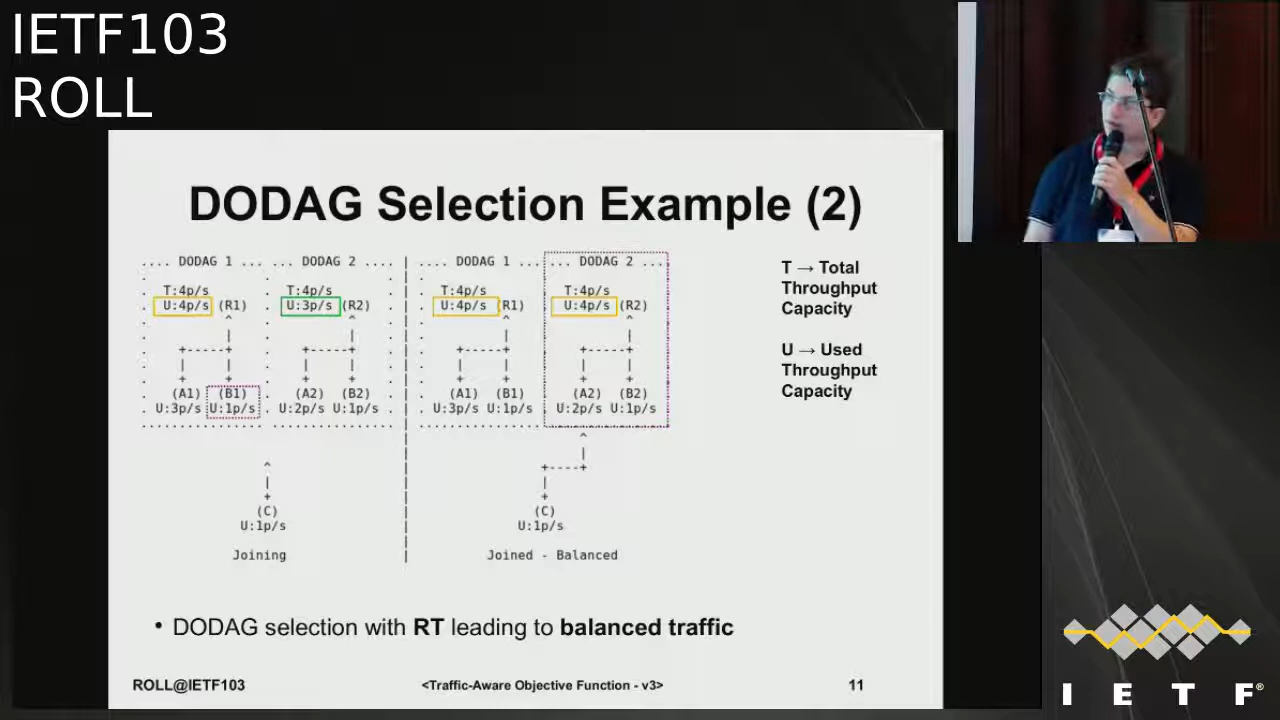 IETF103
ROLL
DODAG Selection Example (2)
.... DODAG 1 ... ... DODAG 2 .... | .... DODAG 1 ... ... DODAG 2 ....
T:4p/s T:4p/s T:4p/s T:4p/s
U:4p/s (R1) U:3p/s (R2) U:4p/s (R1) U:4p/s (R2)
(A1) (B1) (A2) (B2) (A1) (B1) (A2) (B2)
U:3p/s U:1p/s U:2p/s U:1p/s U:3p/s U:1p/s U:2p/s U:1p/s
(C) (C)
U:1p/s U:1p/s
Joining Joined - Balanced
T → Total
Throughput
Capacity
U → Used
Throughput
Capacity
• DODAG selection with RT leading to balanced traffic
ROLL@IETF103 <Traffic-Aware Objective Function - v3> 11
I E T F®